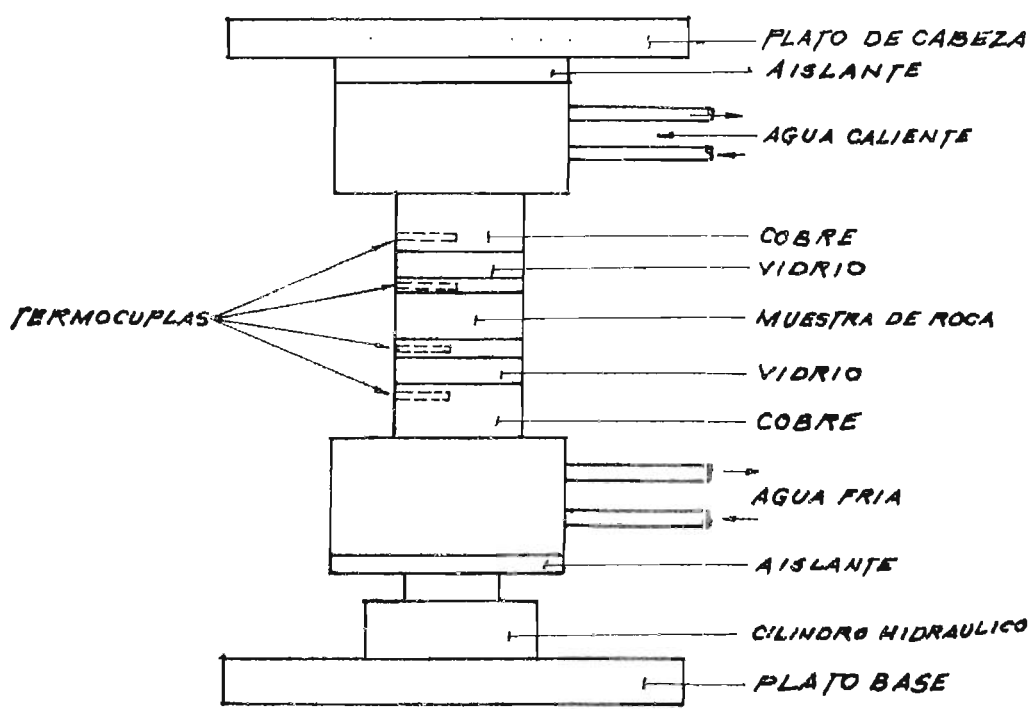 PLATO DE CABEZA
AISLANTE
AGUA CALIENTE
COBRE
VIDRIO
TERMOCUPLAS
MUESTRA DE ROCA
VIDRIO
COBRE
AGUA FRIA
AISLANTE
CILINDRO HIDRAULICO
PLATO BASE